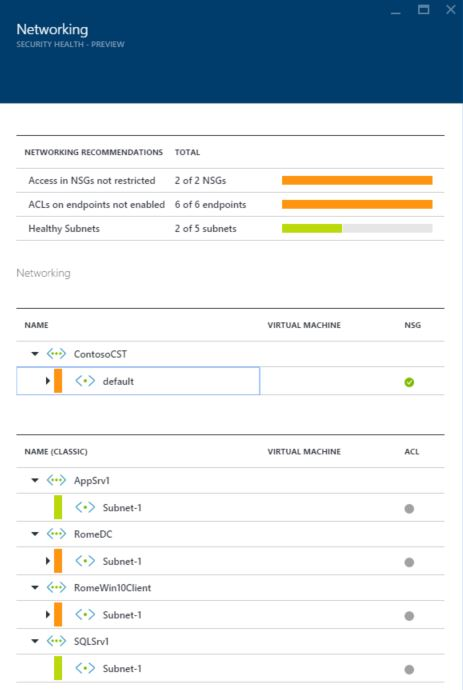 Networking
SECURITY HEALTH - PREVIEW
NETWORKING RECOMMENDATIONS TOTAL
Access in NSGs not restricted 2 of 2 NSGs
ACLs on endpoints not enabled 6 of 6 endpoints
Healthy Subnets 2 of 5 subnets
Networking
NAME VIRTUAL MACHINE NSG
ContosoCST
default
NAME (CLASSIC) VIRTUAL MACHINE ACL
AppSrv1
Subnet-1
RomeDC
Subnet-1
RomeWin10Client
Subnet-1
SQLSrv1
Subnet-1